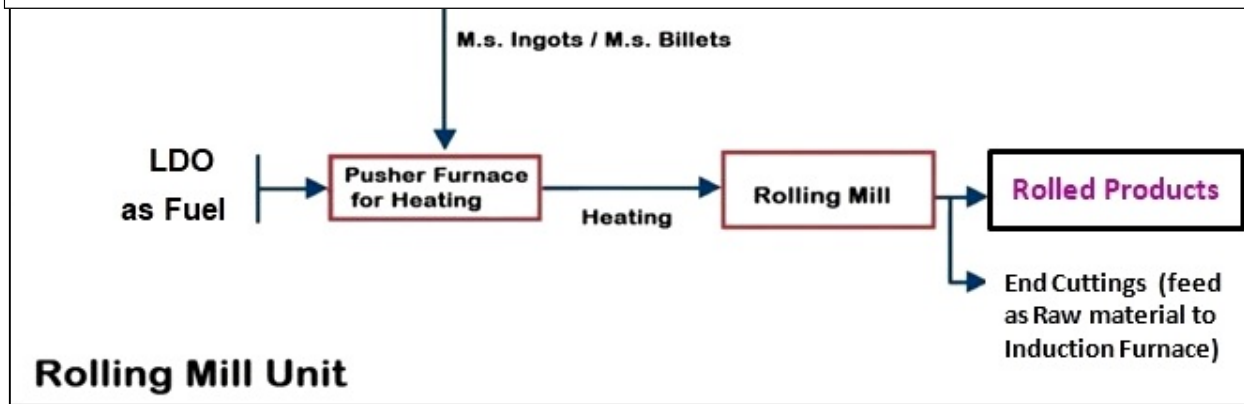 M.s. Ingots / M.s. Billets
LDO
as Fuel
Pusher Furnace
for Heating
Heating
Rolling Mill
Rolled Products
End Cuttings (feed
as Raw material to
Induction Furnace)
Rolling Mill Unit